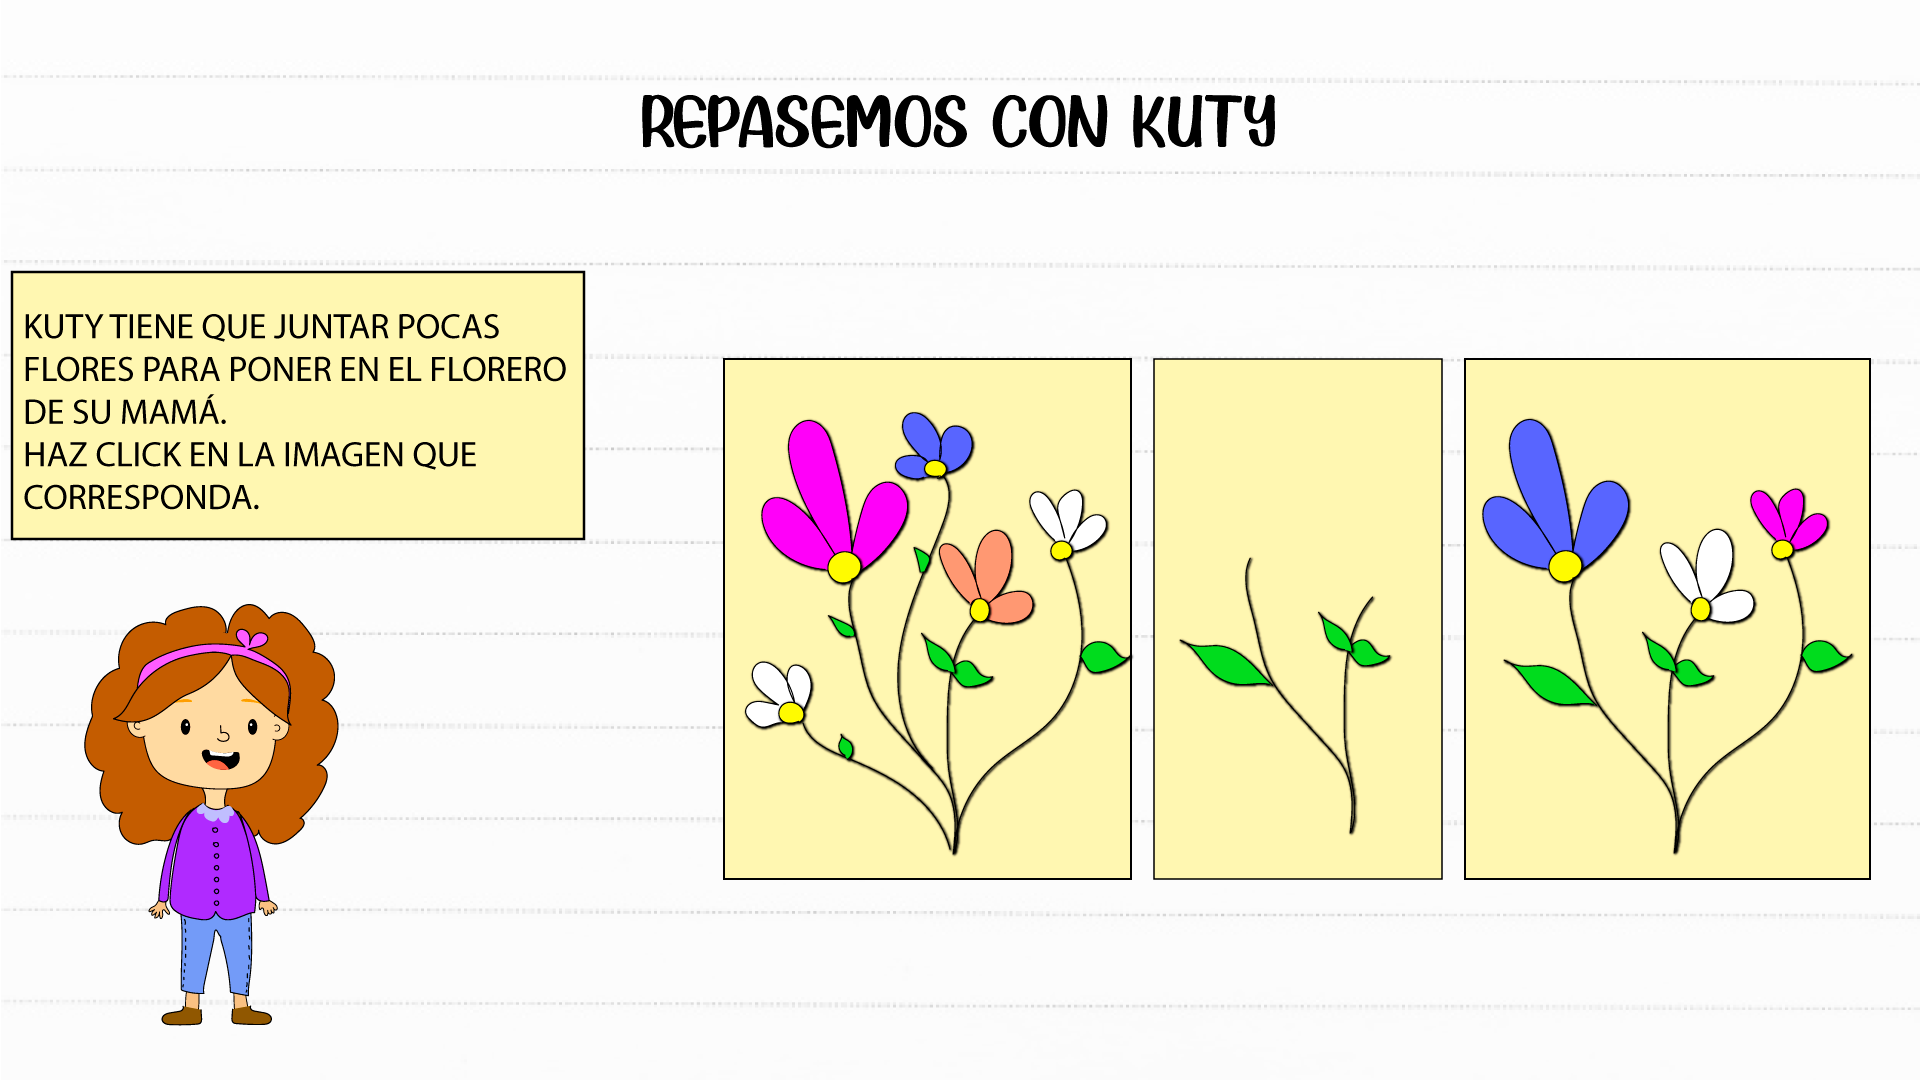 REPASEMOS CON KUTY
KUTY TIENE QUE JUNTAR POCAS
FLORES PARA PONER EN EL FLORERO
DE SU MAMÁ.
HAZ CLICK EN LA IMAGEN QUE
CORRESPONDA.